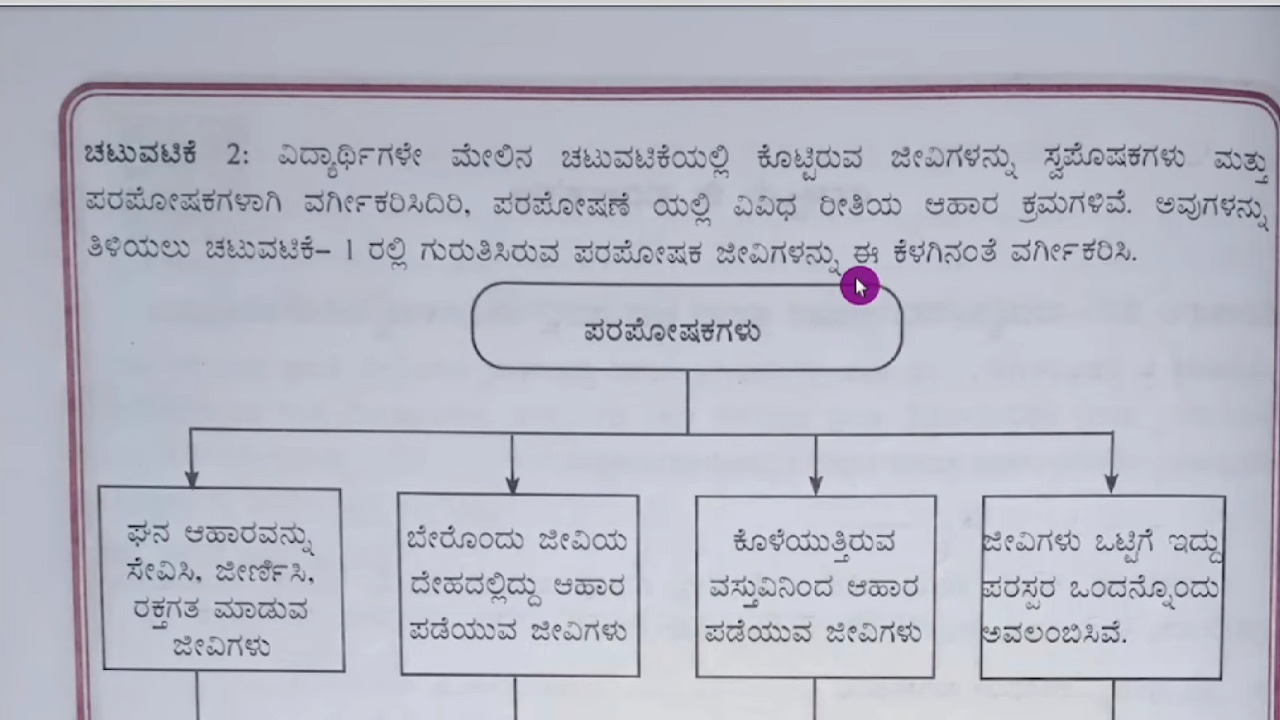 ಚಟುವಟಿಕೆ 2: ವಿದ್ಯಾರ್ಥಿಗಳೇ ಮೇಲಿನ ಚಟುವಟಿಕೆಯಲ್ಲಿ ಕೊಟ್ಟಿರುವ ಜೀವಿಗಳನ್ನು ಸ್ವಪೊಷಕಗಳು ಮತ್ತು
ಪರಪೋಷಕಗಳಾಗಿ ವರ್ಗೀಕರಿಸಿದಿರಿ, ಪರಪೋಷಣೆ ಯಲ್ಲಿ ವಿವಿಧ ರೀತಿಯ ಆಹಾರ ಕ್ರಮಗಳಿವೆ. ಅವುಗಳನ್ನು
ತಿಳಿಯಲು ಚಟುವಟಿಕೆ– 1 ರಲ್ಲಿ ಗುರುತಿಸಿರುವ ಪರಪೋಷಕ ಜೀವಿಗಳನ್ನು ಈ ಕೆಳಗಿನಂತೆ ವರ್ಗೀಕರಿಸಿ.
ಪರಪೋಷಕಗಳು
ಘನ ಆಹಾರವನ್ನು
ಸೇವಿಸಿ, ಜೀರ್ಣಿಸಿ,
ರಕ್ತಗತ ಮಾಡುವ
ಜೀವಿಗಳು
ಬೇರೊಂದು ಜೀವಿಯ
ದೇಹದಲ್ಲಿದ್ದು ಆಹಾರ
ಪಡೆಯುವ ಜೀವಿಗಳು
ಕೊಳೆಯುತ್ತಿರುವ
ವಸ್ತುವಿನಿಂದ ಆಹಾರ
ಪಡೆಯುವ ಜೀವಿಗಳು
ಜೀವಿಗಳು ಒಟ್ಟಿಗೆ ಇದ್ದು
ಪರಸ್ಪರ ಒಂದನ್ನೊಂದು
ಅವಲಂಬಿಸಿವೆ.